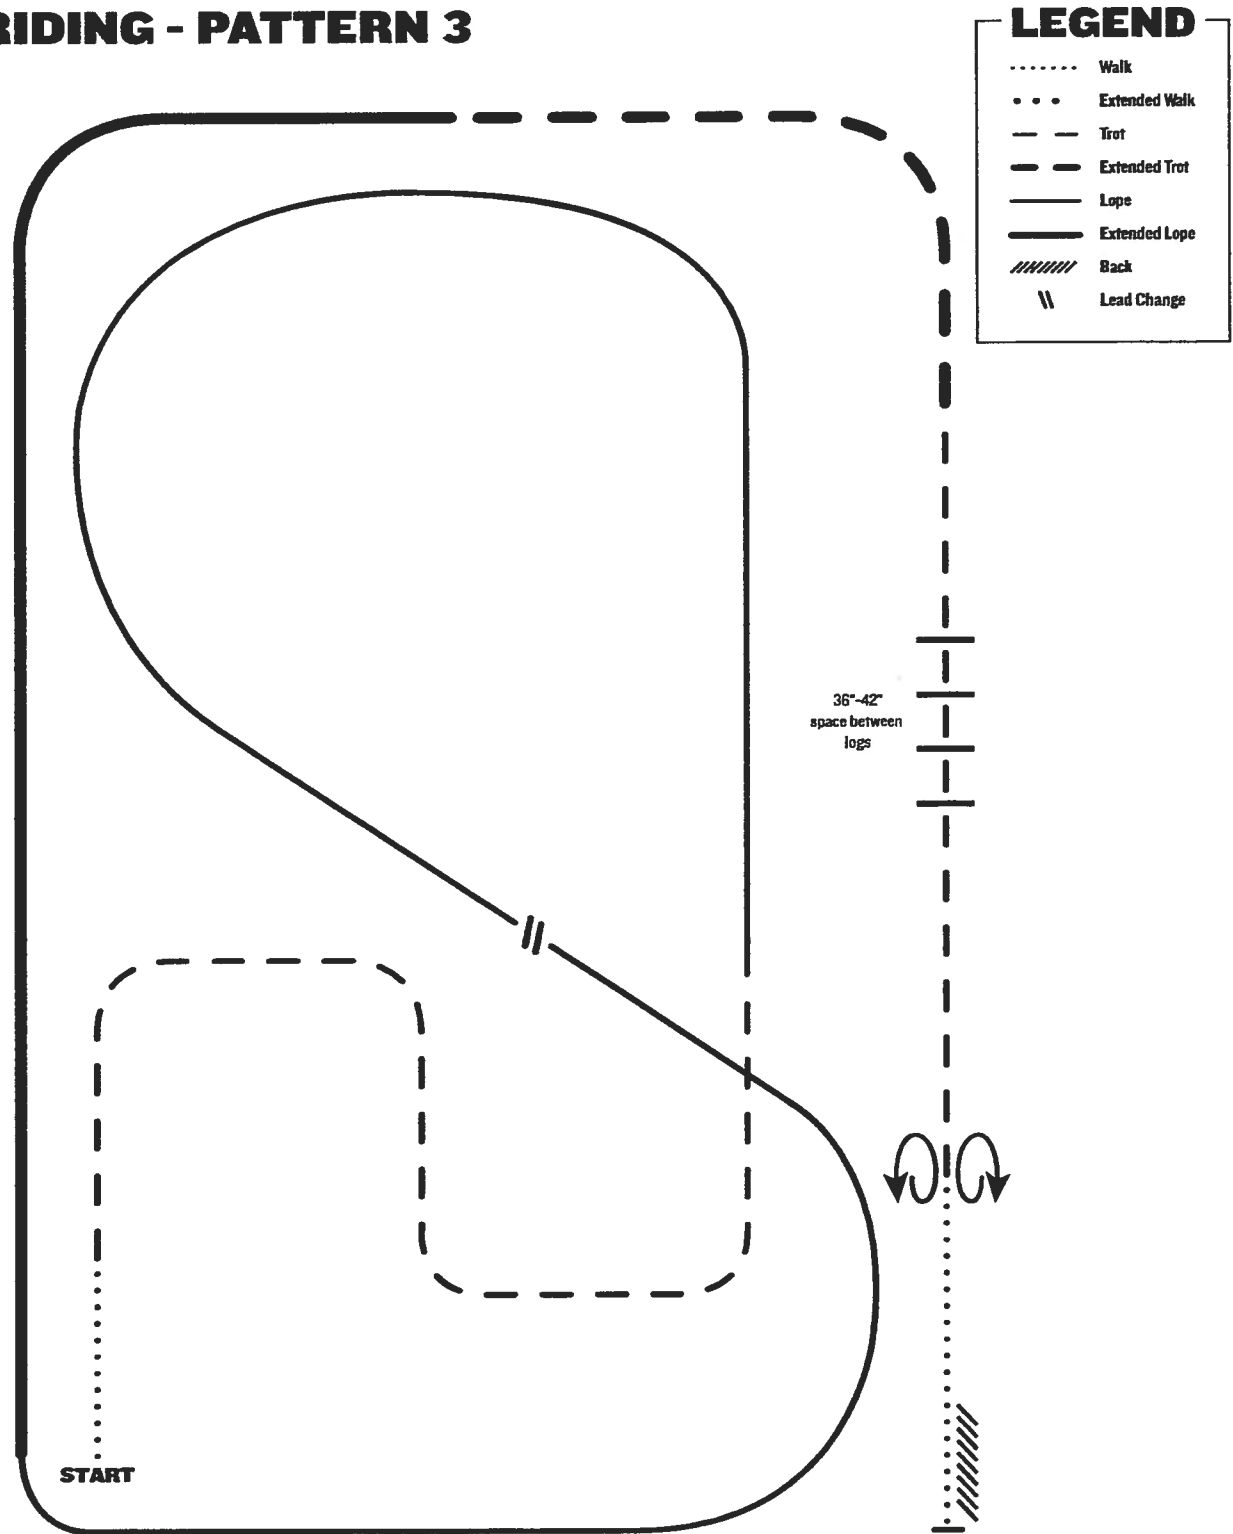 RIDING - PATTERN 3
LEGEND
Walk
Extended Walk
Trot
Extended Trot
Lope
Extended Lope
Back
Lead Change
36"-42"
space between
logs
START